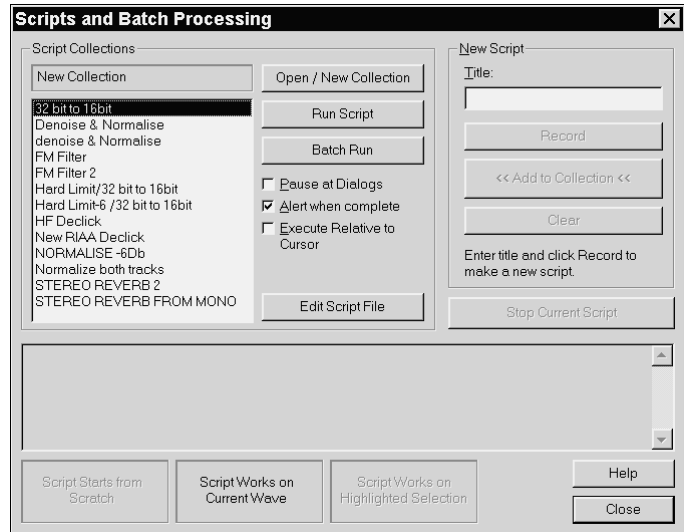 Scripts and Batch Processing
Script Collections
New Collection
32 bit to 16bit
Denoise & Normalise
denoise & Normalise
FM Filter
FM Filter 2
Hard Limit/32 bit to 16bit
Hard Limit-6 /32 bit to 16bit
HF Declick
New RIAA Declick
NORMALISE -6Db
Normalize both tracks
STEREO REVERB 2
STEREO REVERB FROM MONO
Open / New Collection
Run Script
Batch Run
Pause at Dialogs
Alert when complete
Execute Relative to
Cursor
Edit Script File
New Script
Title:
Record
<< Add to Collection <<
Clear
Enter title and click Record to
make a new script.
Stop Current Script
Script Starts from
Scratch
Script Works on
Current Wave
Script Works on
Highlighted Selection
Help
Close